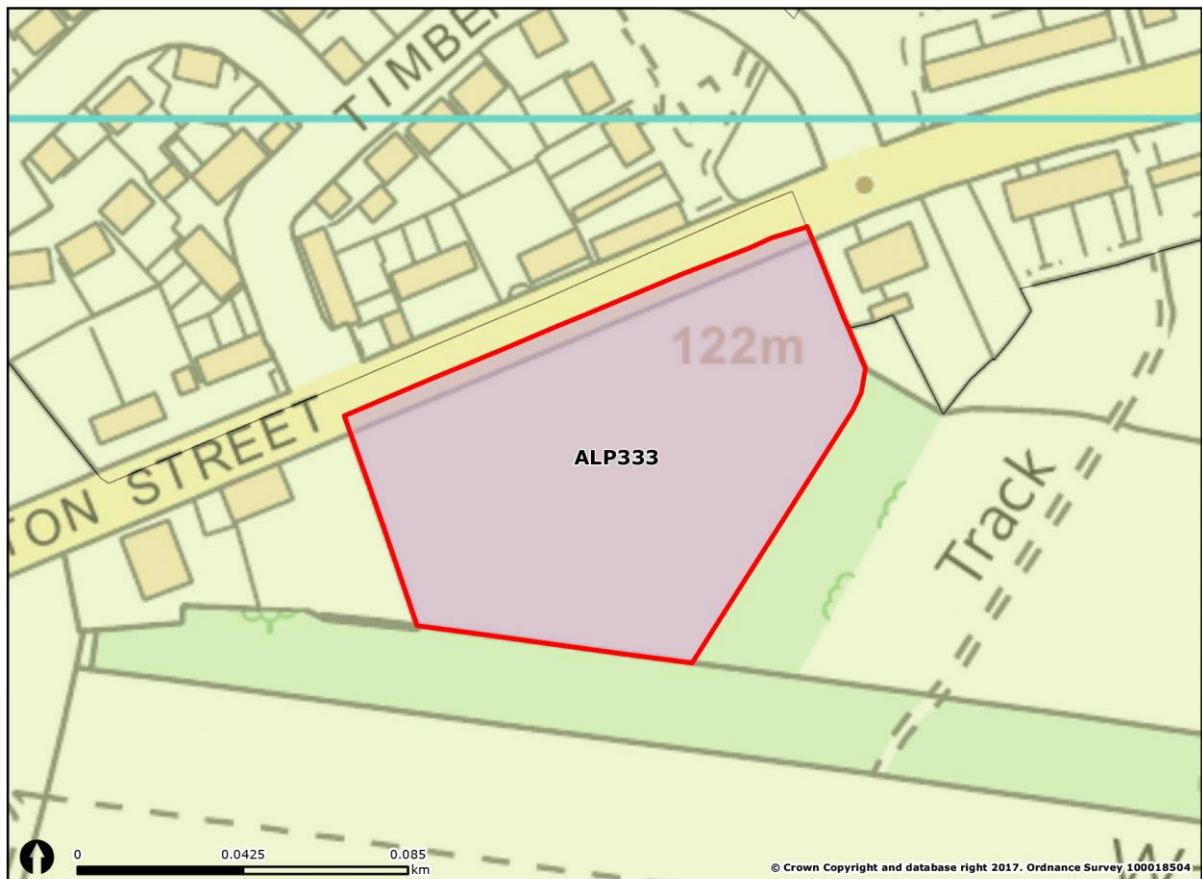 TIMBE
122m
ALP333
TON STREET
Track
W
0 0.0425 0.085
km
© Crown Copyright and database right 2017. Ordnance Survey 100018504